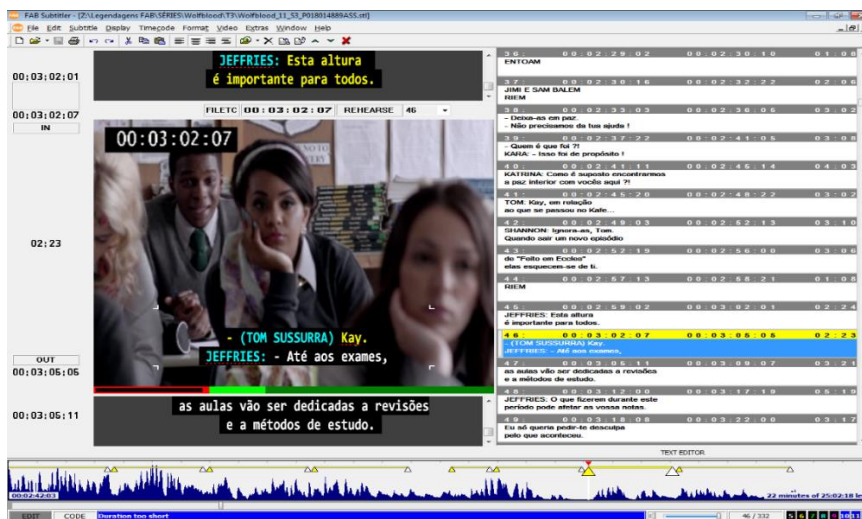 FAB Subtitler - [Z:\Legendagens FAB\SÉRIES\Wolfblood\T3\Wolfblood_11_S3_P018014889ASS.stl]
File Edit Subtitle Display Timecode Format Video Extras Window Help
00;03;02;01
00;03;02;07
IN
02;23
OUT
00;03;05;05
00;03;05;11
JEFFRIES: Esta altura
é importante para todos.
FILETC 00:03:02:07 REHEARSE 46
00:03:02:07
- (TOM SUSSURRA) Kay.
JEFFRIES: - Até aos exames,
as aulas vão ser dedicadas a revisões
e a métodos de estudo.
36: 00:02:29:02 00:02:30:10 01:08
ENTOAM
37: 00:02:30:16 00:02:32:22 02:06
JIMI E SAM BALEM
RIEM
38: 00:02:33:03 00:02:36:05 03:02
- Deixa-as em paz.
- Não precisamos da tua ajuda !
39: 00:02:37:22 00:02:41:05 03:08
- Quem é que foi ?!
KARA: - Isso foi de propósito !
40: 00:02:41:11 00:02:45:14 04:03
KATRINA: Como é suposto encontrarmos
a paz interior com vocês aqui ?!
41: 00:02:45:20 00:02:48:22 03:02
TOM: Kay, em relação
ao que se passou no Kafe...
42: 00:02:49:03 00:02:52:13 03:10
SHANNON: Ignora-as, Tom.
Quando sair um novo episódio
43: 00:02:52:19 00:02:56:00 03:06
de "Feito em Eccles"
elas esquecem-se de ti.
44: 00:02:57:13 00:02:58:21 01:08
RIEM
45: 00:02:59:02 00:03:02:01 02:24
JEFFRIES: Esta altura
é importante para todos.
46: 00:03:02:07 00:03:05:05 02:23
- (TOM SUSSURRA) Kay.
JEFFRIES: - Até aos exames,
47: 00:03:05:11 00:03:09:07 03:21
as aulas vão ser dedicadas a revisões
e a métodos de estudo.
48: 00:03:12:00 00:03:17:19 05:19
JEFFRIES: O que fizerem durante este
período pode afetar as vossa notas.
49: 00:03:18:08 00:03:22:00 03:17
Eu só queria pedir-te desculpa
pelo que aconteceu.
TEXT EDITOR
00:02:42:03
22 minutes of 25:02:18 le
EDIT CODE Duration too short 46 / 332 5 6 7 8 9 10 11